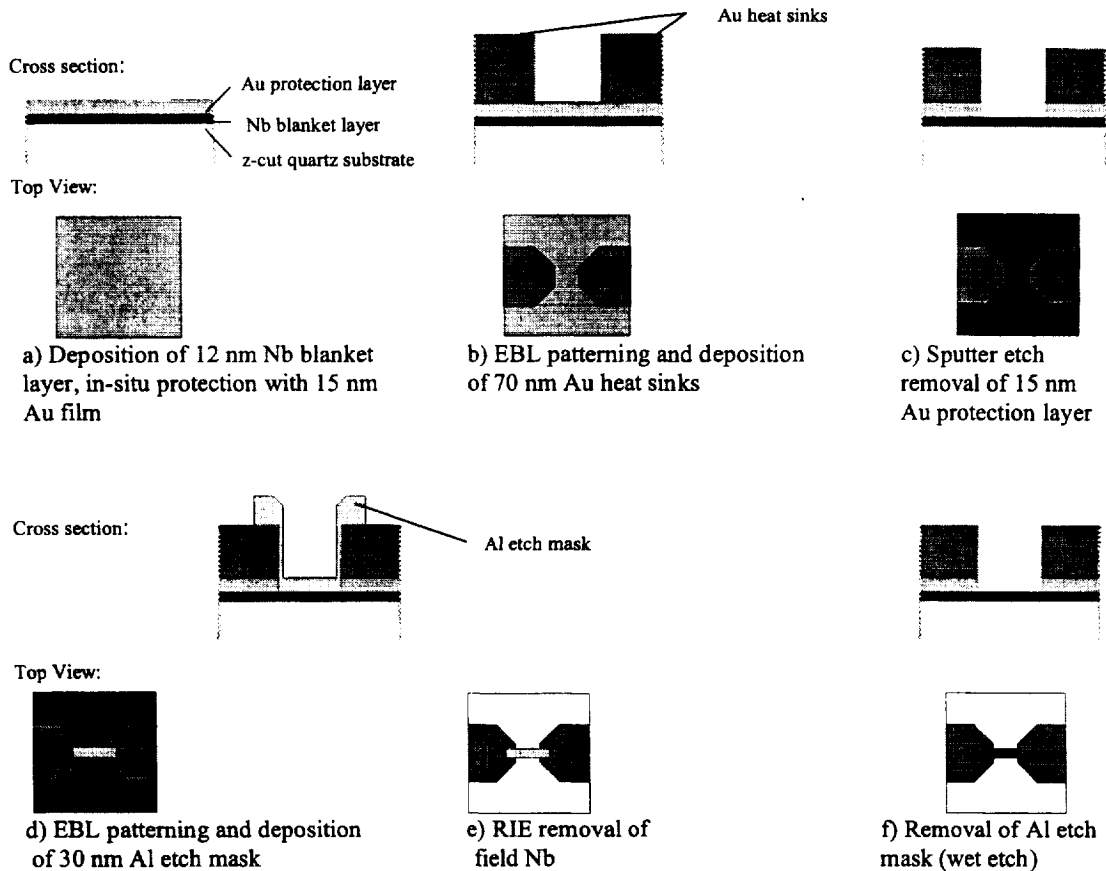 Au heat sinks
Cross section:
Au protection layer
Nb blanket layer
z-cut quartz substrate
Top View:
a) Deposition of 12 nm Nb blanket
layer, in-situ protection with 15 nm
Au film
b) EBL patterning and deposition
of 70 nm Au heat sinks
c) Sputter etch
removal of 15 nm
Au protection layer
Cross section:
Al etch mask
Top View:
d) EBL patterning and deposition
of 30 nm Al etch mask
e) RIE removal of
field Nb
f) Removal of Al etch
mask (wet etch)